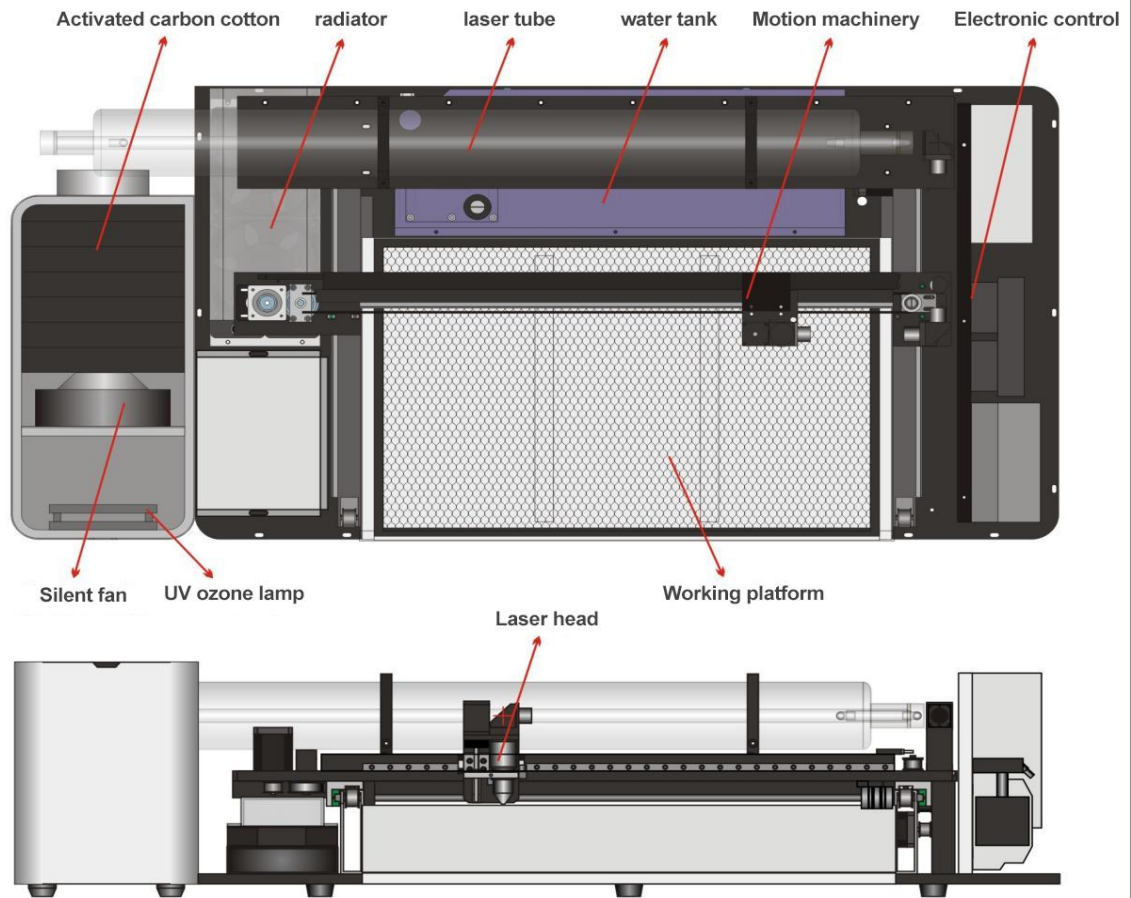 Activated carbon cotton
radiator
laser tube
water tank
Motion machinery
Electronic control
Silent fan
UV ozone lamp
Working platform
Laser head